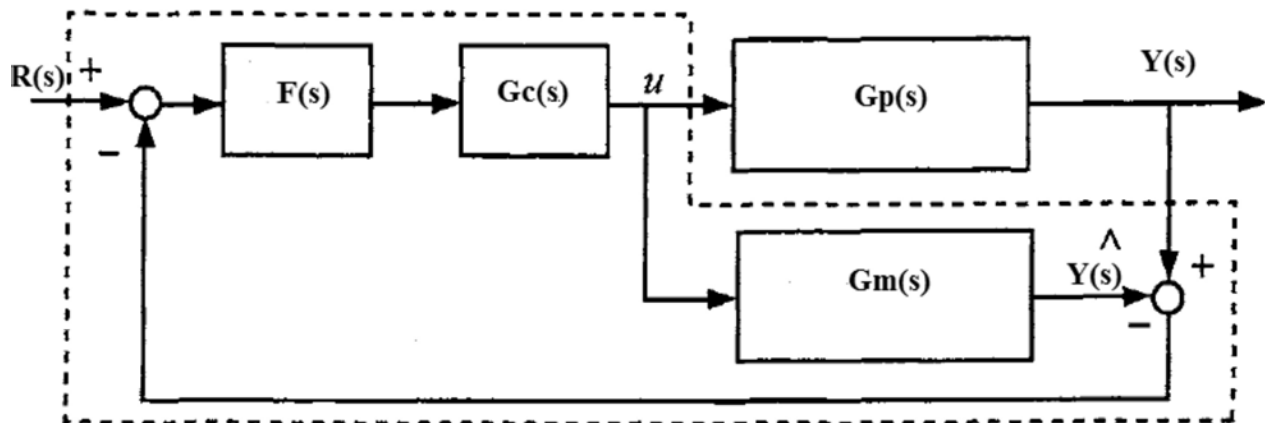 R(s) + F(s) Gc(s) u Gp(s) Y(s)
−
^
Gm(s) Y(s) +
−